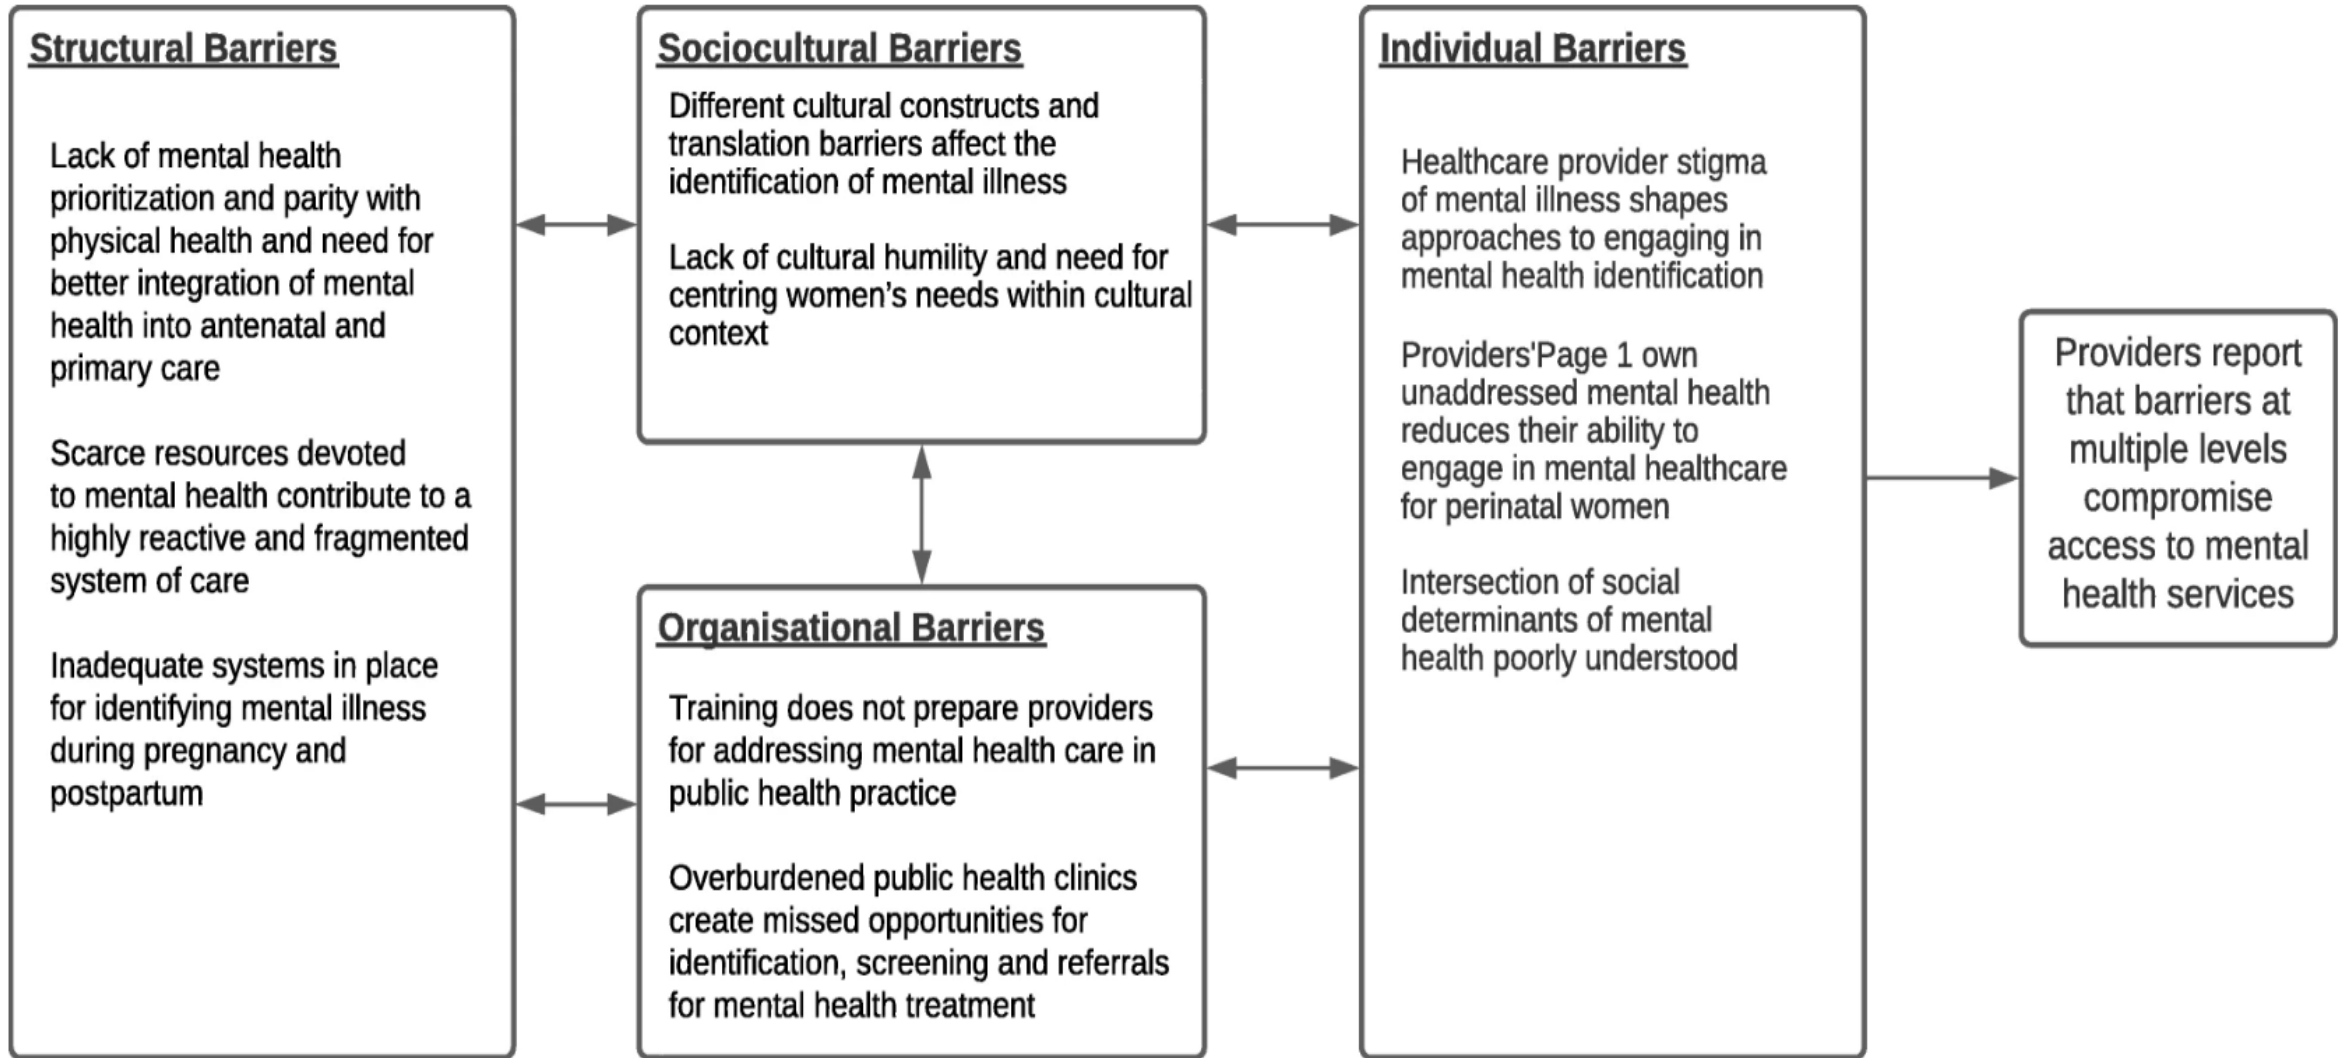 Structural Barriers
Lack of mental health
prioritization and parity with
physical health and need for
better integration of mental
health into antenatal and
primary care
Scarce resources devoted
to mental health contribute to a
highly reactive and fragmented
system of care
Inadequate systems in place
for identifying mental illness
during pregnancy and
postpartum
Sociocultural Barriers
Different cultural constructs and
translation barriers affect the
identification of mental illness
Lack of cultural humility and need for
centring women's needs within cultural
context
Organisational Barriers
Training does not prepare providers
for addressing mental health care in
public health practice
Overburdened public health clinics
create missed opportunities for
identification, screening and referrals
for mental health treatment
Individual Barriers
Healthcare provider stigma
of mental illness shapes
approaches to engaging in
mental health identification
Providers'Page 1 own
unaddressed mental health
reduces their ability to
engage in mental healthcare
for perinatal women
Intersection of social
determinants of mental
health poorly understood
Providers report
that barriers at
multiple levels
compromise
access to mental
health services